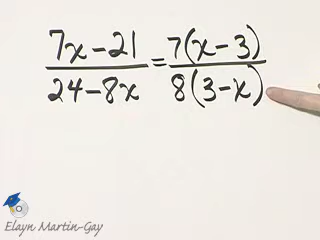 7x-21/24-8x = 7(x-3)/8(3-x)
Elayn Martin-Gay